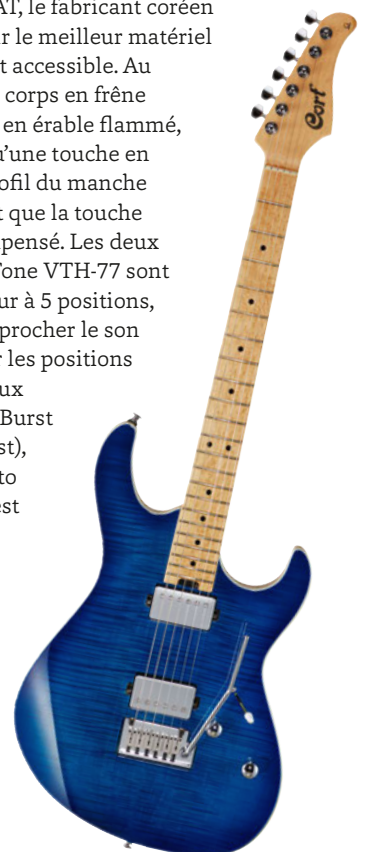 AT, le fabricant coréen
r le meilleur matériel
t accessible. Au
corps en frêne
en érable flammé,
u'une touche en
ofil du manche
t que la touche
pensé. Les deux
Tone VTH-77 sont
ur à 5 positions,
procher le son
r les positions
ux
Burst
st),
to
est
Cort